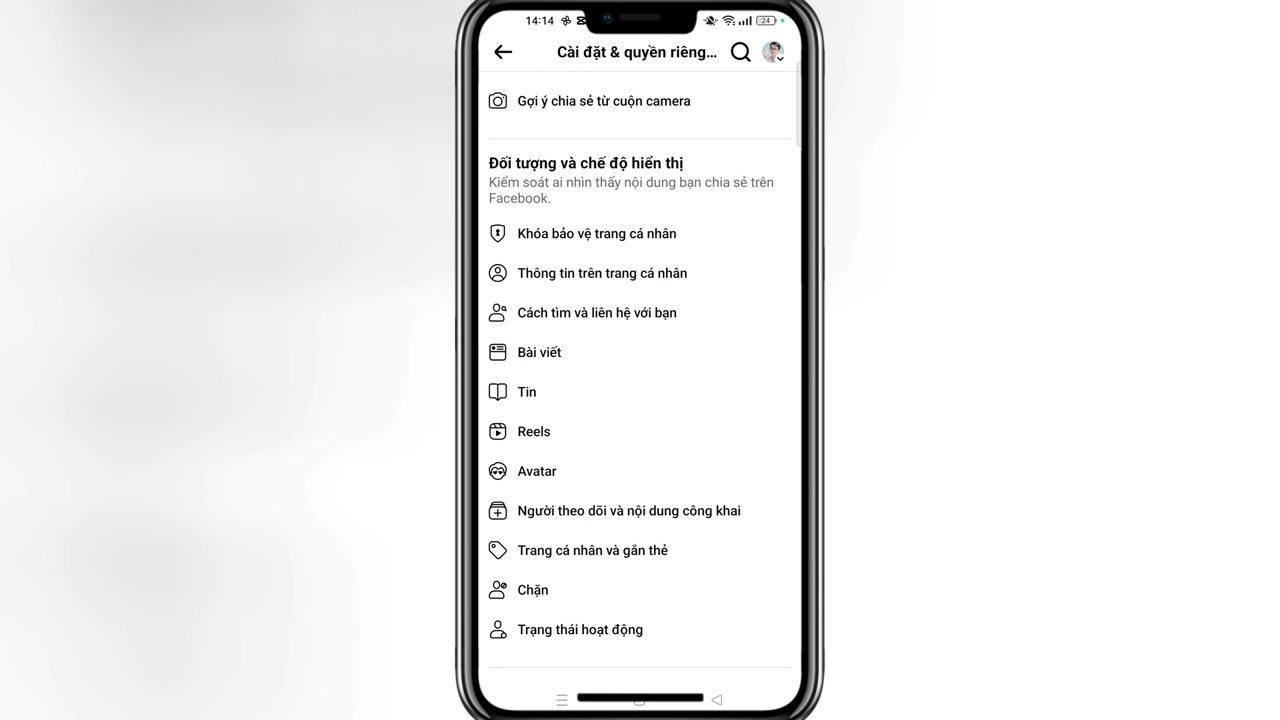 14:14
24
Cài đặt & quyền riêng...
Gợi ý chia sẻ từ cuộn camera
Đối tượng và chế độ hiển thị
Kiểm soát ai nhìn thấy nội dung bạn chia sẻ trên
Facebook.
Khóa bảo vệ trang cá nhân
Thông tin trên trang cá nhân
Cách tìm và liên hệ với bạn
Bài viết
Tin
Reels
Avatar
Người theo dõi và nội dung công khai
Trang cá nhân và gắn thẻ
Chặn
Trạng thái hoạt động